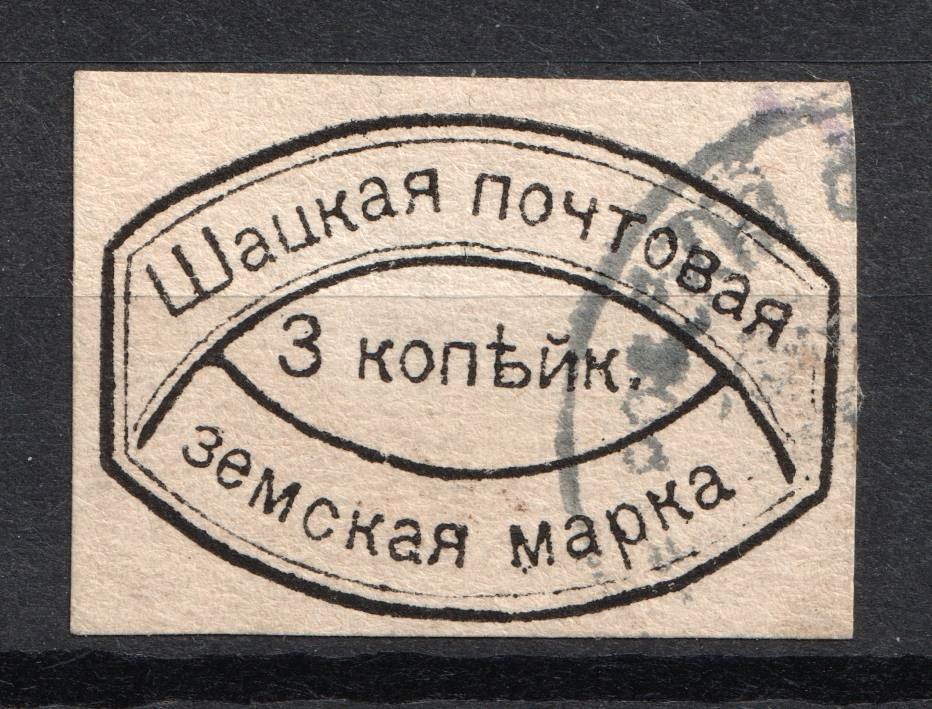 Шацкая почтовая
3 копѣйк.
земская марка